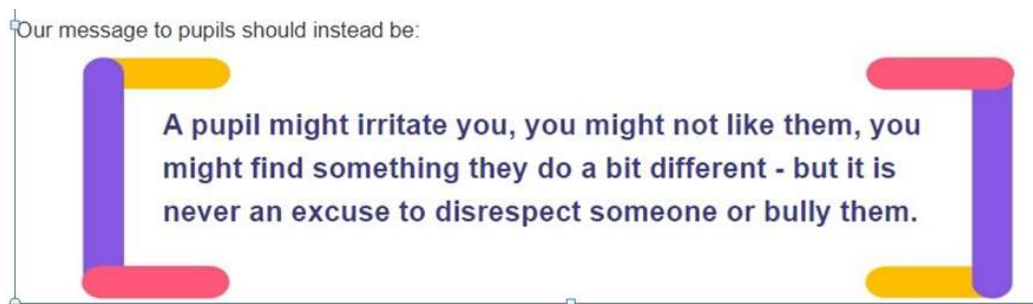 Our message to pupils should instead be:
A pupil might irritate you, you might not like them, you
might find something they do a bit different - but it is
never an excuse to disrespect someone or bully them.